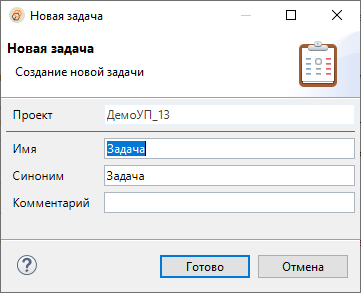 Новая задача
Новая задача
Создание новой задачи
Проект ДемоУП_13
Имя Задача
Синоним Задача
Комментарий
? Готово Отмена